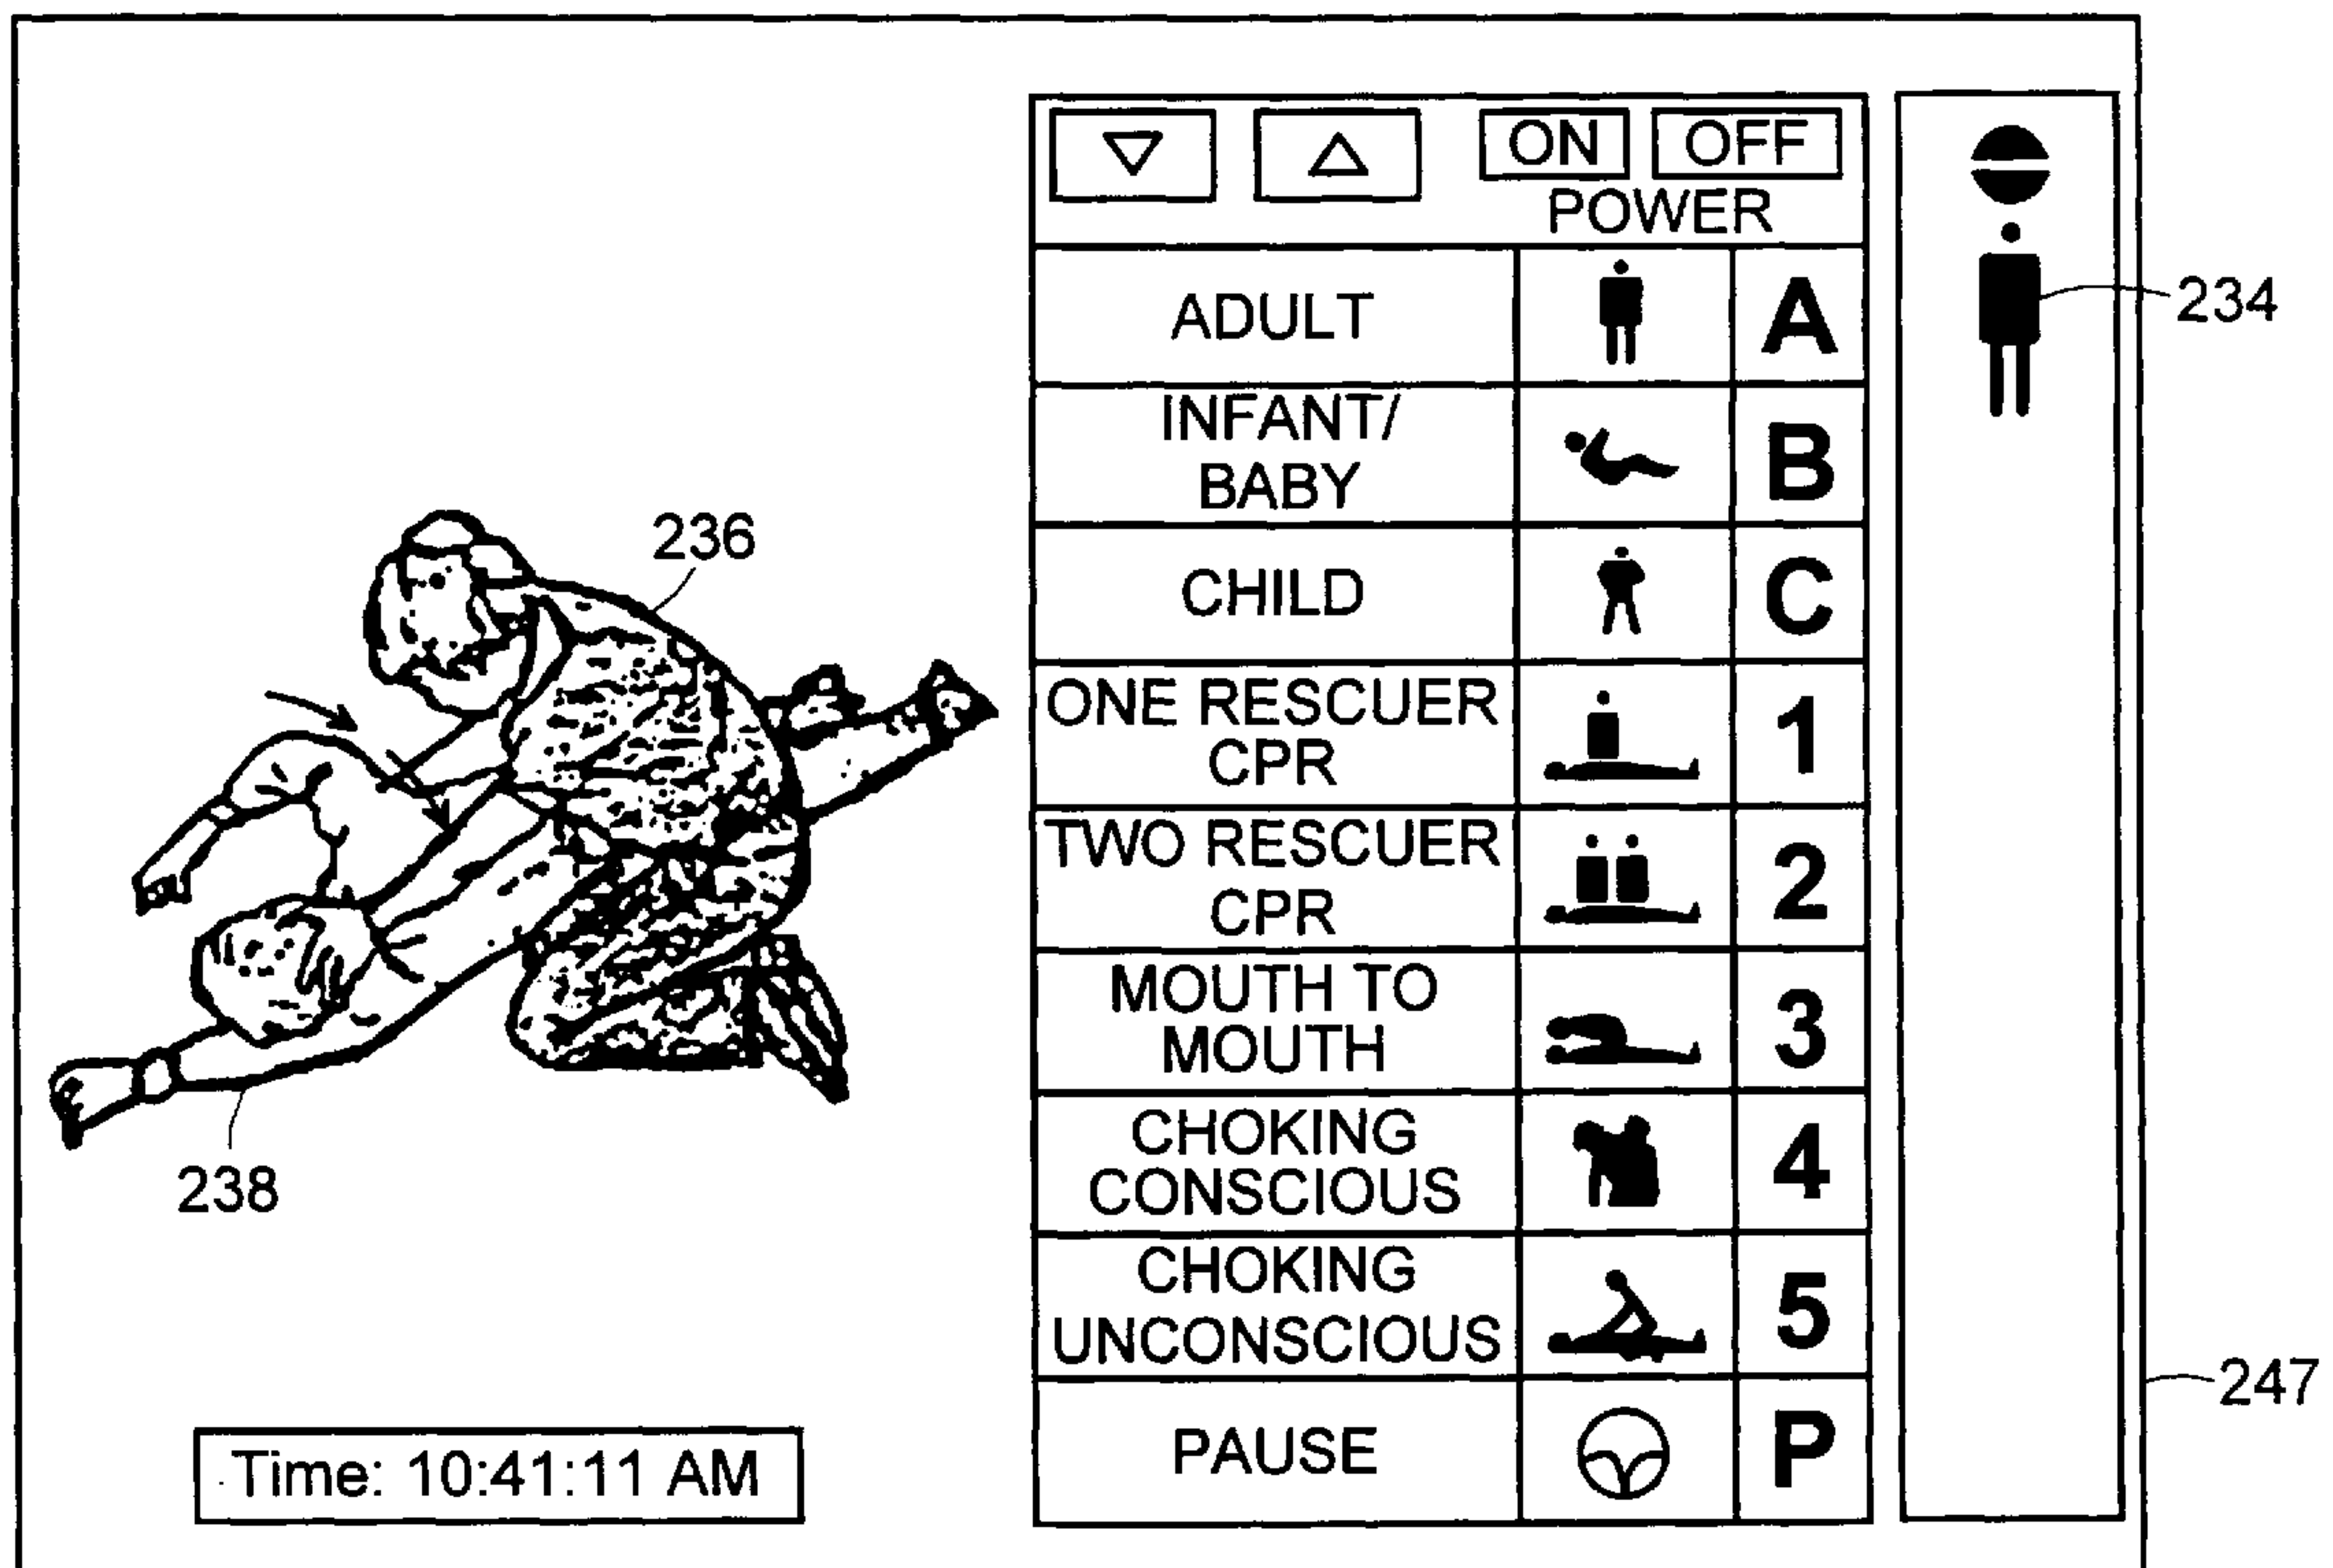 ON OFF
POWER
ADULT A
INFANT/
BABY B
CHILD C
ONE RESCUER
CPR 1
TWO RESCUER
CPR 2
MOUTH TO
MOUTH 3
CHOKING
CONSCIOUS 4
CHOKING
UNCONSCIOUS 5
PAUSE P
234
236
238
247
Time: 10:41:11 AM